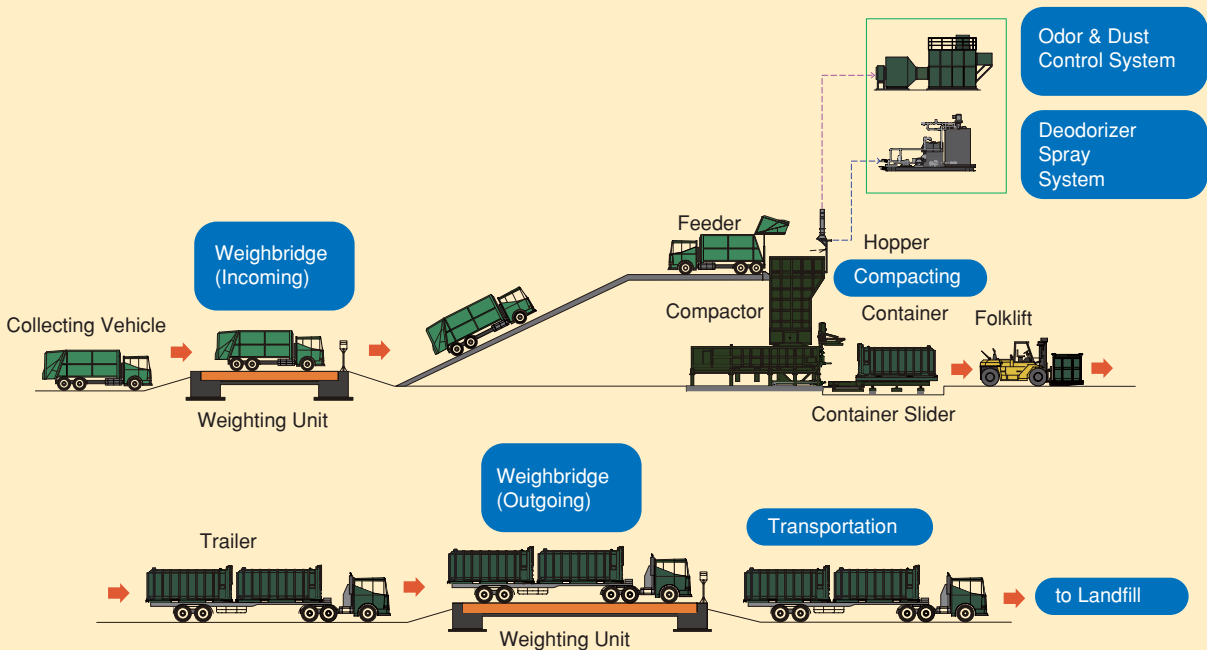 Odor & Dust
Control System
Deodorizer
Spray
System
Weighbridge
(Incoming)
Feeder
Hopper
Compacting
Collecting Vehicle
Compactor
Container
Folklift
Weighting Unit
Container Slider
Weighbridge
(Outgoing)
Transportation
Trailer
to Landfill
Weighting Unit